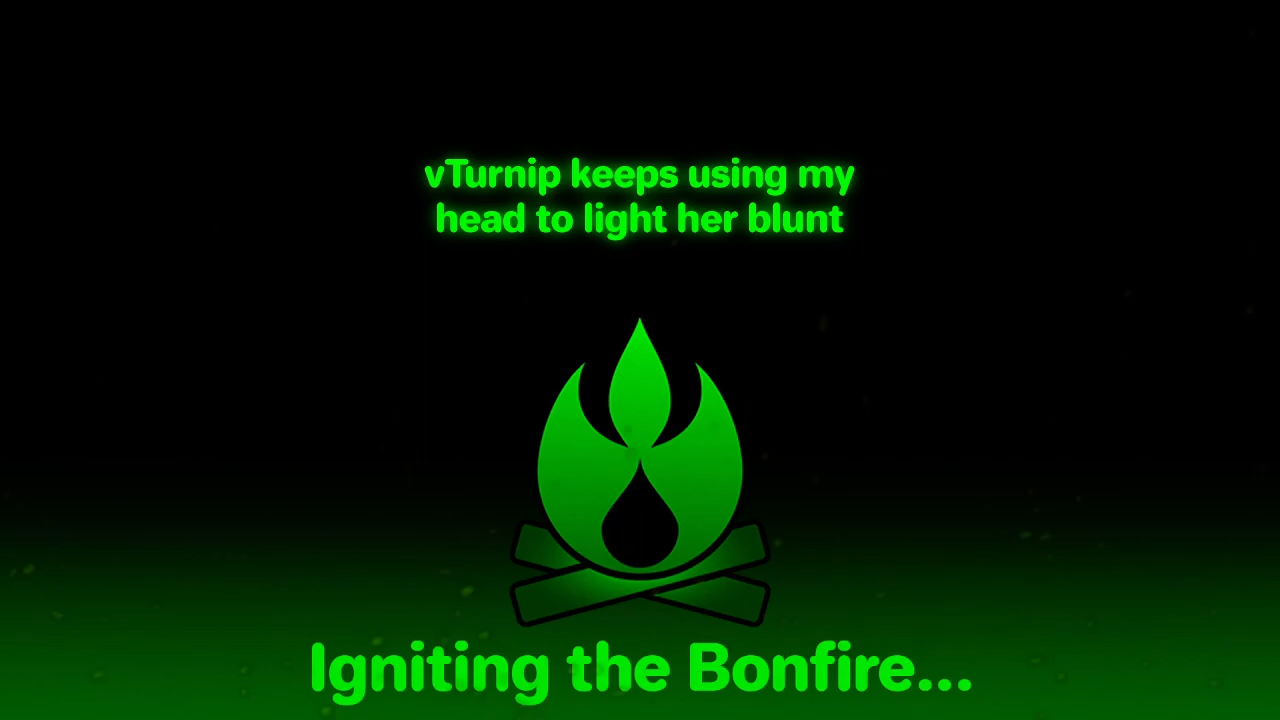 vTurnip keeps using my
head to light her blunt
Igniting the Bonfire...